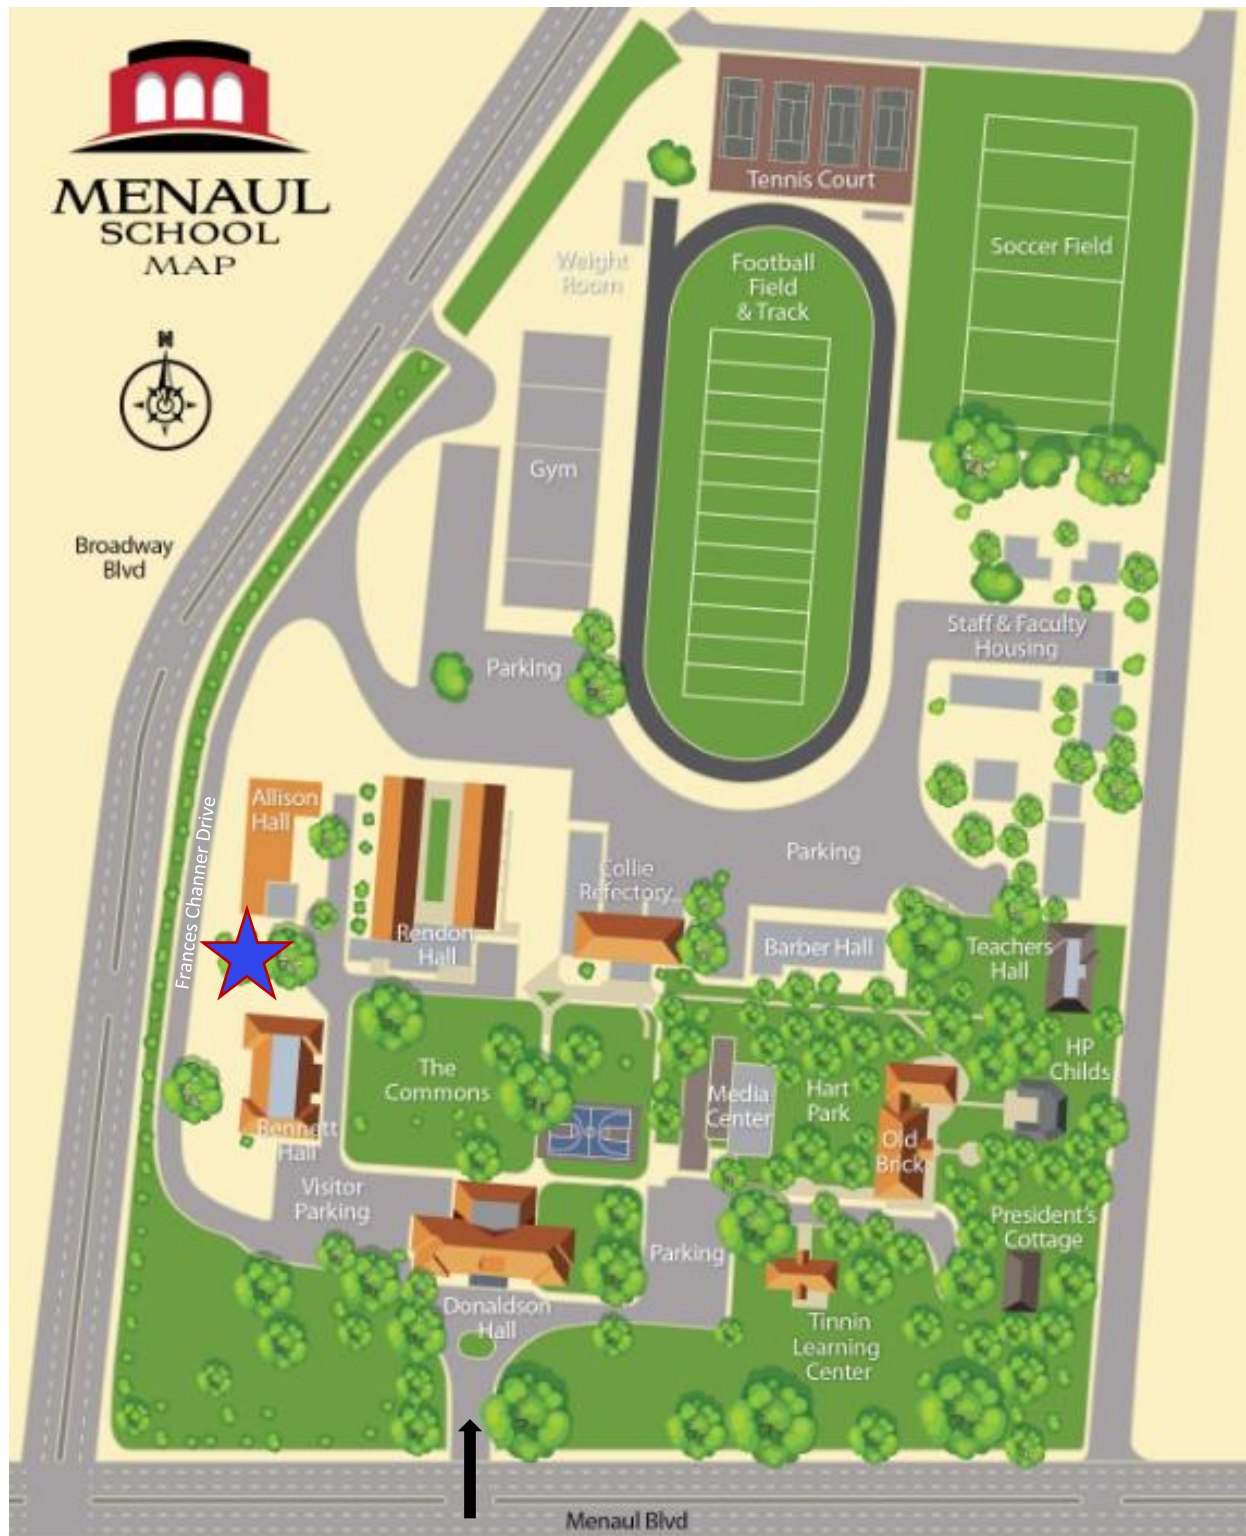 MENAUL
SCHOOL
MAP
N
Tennis Court
Soccer Field
Weight
Room
Football
Field
& Track
Gym
Broadway
Blvd
Staff & Faculty
Housing
Parking
Allison
Hall
Frances Channer Drive
Parking
Collie
Refectory
Rendon
Hall
Barber Hall
Teachers
Hall
The
Commons
Media
Center
Hart
Park
HP
Childs
Bennett
Hall
Old
Brick
Visitor
Parking
President's
Cottage
Parking
Donaldson
Hall
Tinnin
Learning
Center
Menaul Blvd